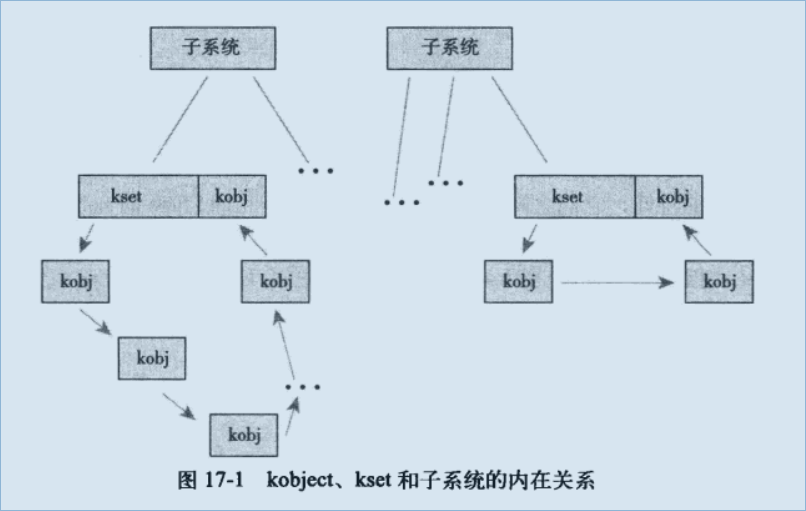 子系统 子系统
... 
... ...
kset kobj kset kobj
kobj kobj kobj kobj
kobj
...
kobj
图 17-1 kobject、kset 和子系统的内在关系